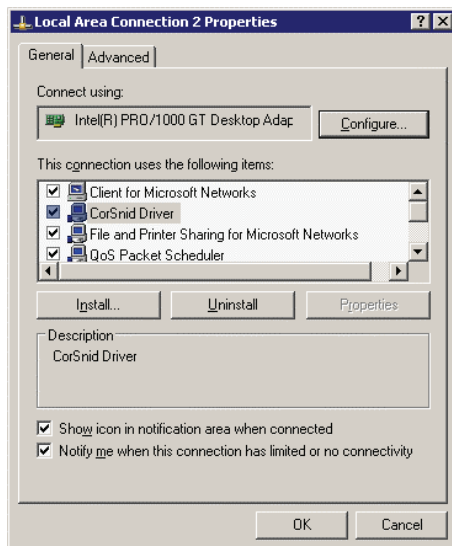 Local Area Connection 2 Properties
General Advanced
Connect using:
Intel(R) PRO/1000 GT Desktop Adap
Configure...
This connection uses the following items:
Client for Microsoft Networks
CorSnid Driver
File and Printer Sharing for Microsoft Networks
QoS Packet Scheduler
Install... Uninstall Properties
Description
CorSnid Driver
Show icon in notification area when connected
Notify me when this connection has limited or no connectivity
OK Cancel